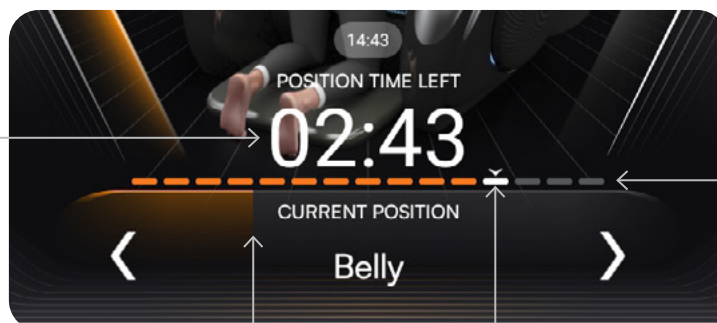 14:43
POSITION TIME LEFT
02:43
CURRENT POSITION
Belly